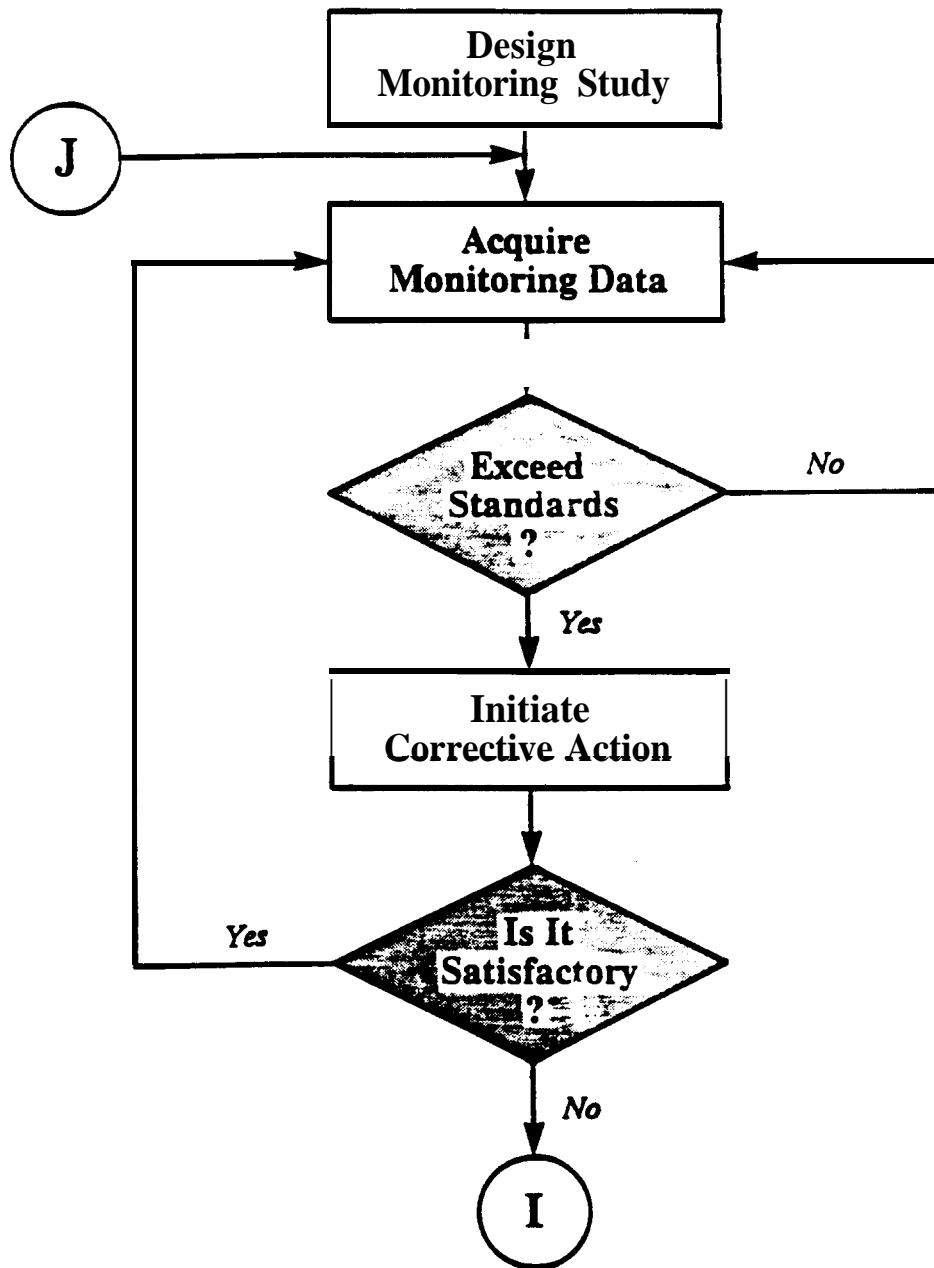 Design
Monitoring Study
J
Acquire
Monitoring Data
Exceed
Standards
?
No
Yes
Initiate
Corrective Action
Yes
Is It
Satisfactory
?
No
I